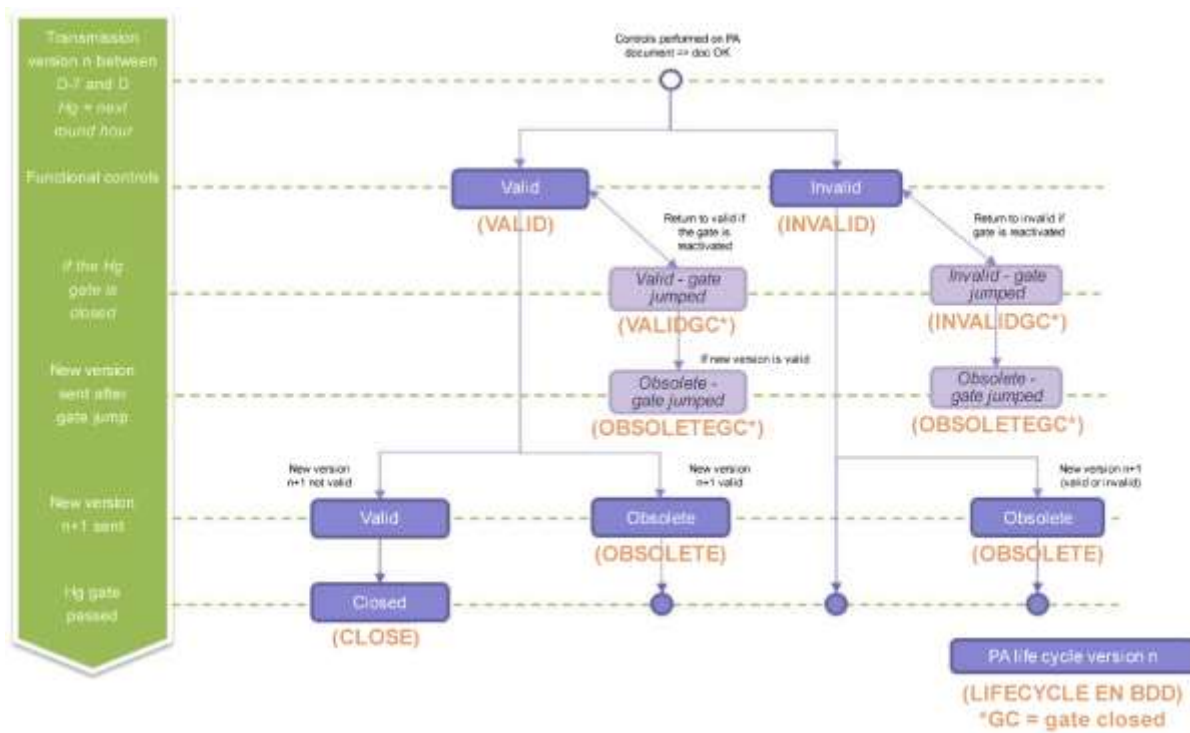 Transmission
version n between
D-7 and D
Hg = next
round hour
Controls performed on PA
document => doc OK
Functional controls
Valid
(VALID)
Invalid
(INVALID)
Return to valid if
the gate is
reactivated
Return to invalid if
gate is reactivated
If the Hg
gate is
closed
Valid - gate
jumped
(VALIDGC*)
Invalid - gate
jumped
(INVALIDGC*)
If new version is valid
New version
sent after
gate jump
Obsolete -
gate jumped
(OBSOLETEGC*)
Obsolete -
gate jumped
(OBSOLETEGC*)
New version
n+1 not valid
New version
n+1 valid
New version n+1
(valid or invalid)
New version
n+1 sent
Valid
Obsolete
(OBSOLETE)
Obsolete
(OBSOLETE)
Hg gate
passed
Closed
(CLOSE)
PA life cycle version n
(LIFECYCLE EN BDD)
*GC = gate closed